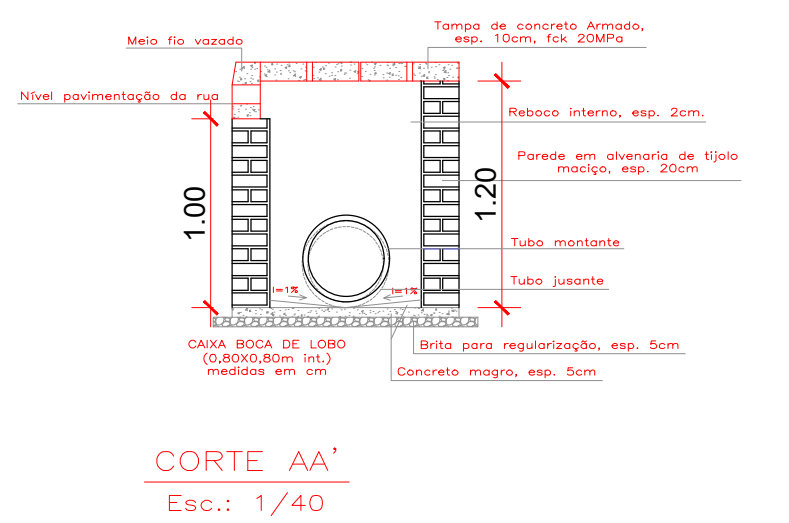 Tampa de concreto Armado,
esp. 10cm, fck 20MPa
Meio fio vazado
Nível pavimentação da rua
Reboco interno, esp. 2cm.
Parede em alvenaria de tijolo
maciço, esp. 20cm
1.00
1.20
Tubo montante
Tubo jusante
I=1%
I=1%
CAIXA BOCA DE LOBO
(0,80X0,80m int.)
medidas em cm
Brita para regularização, esp. 5cm
Concreto magro, esp. 5cm
CORTE AA'
Esc.: 1/40